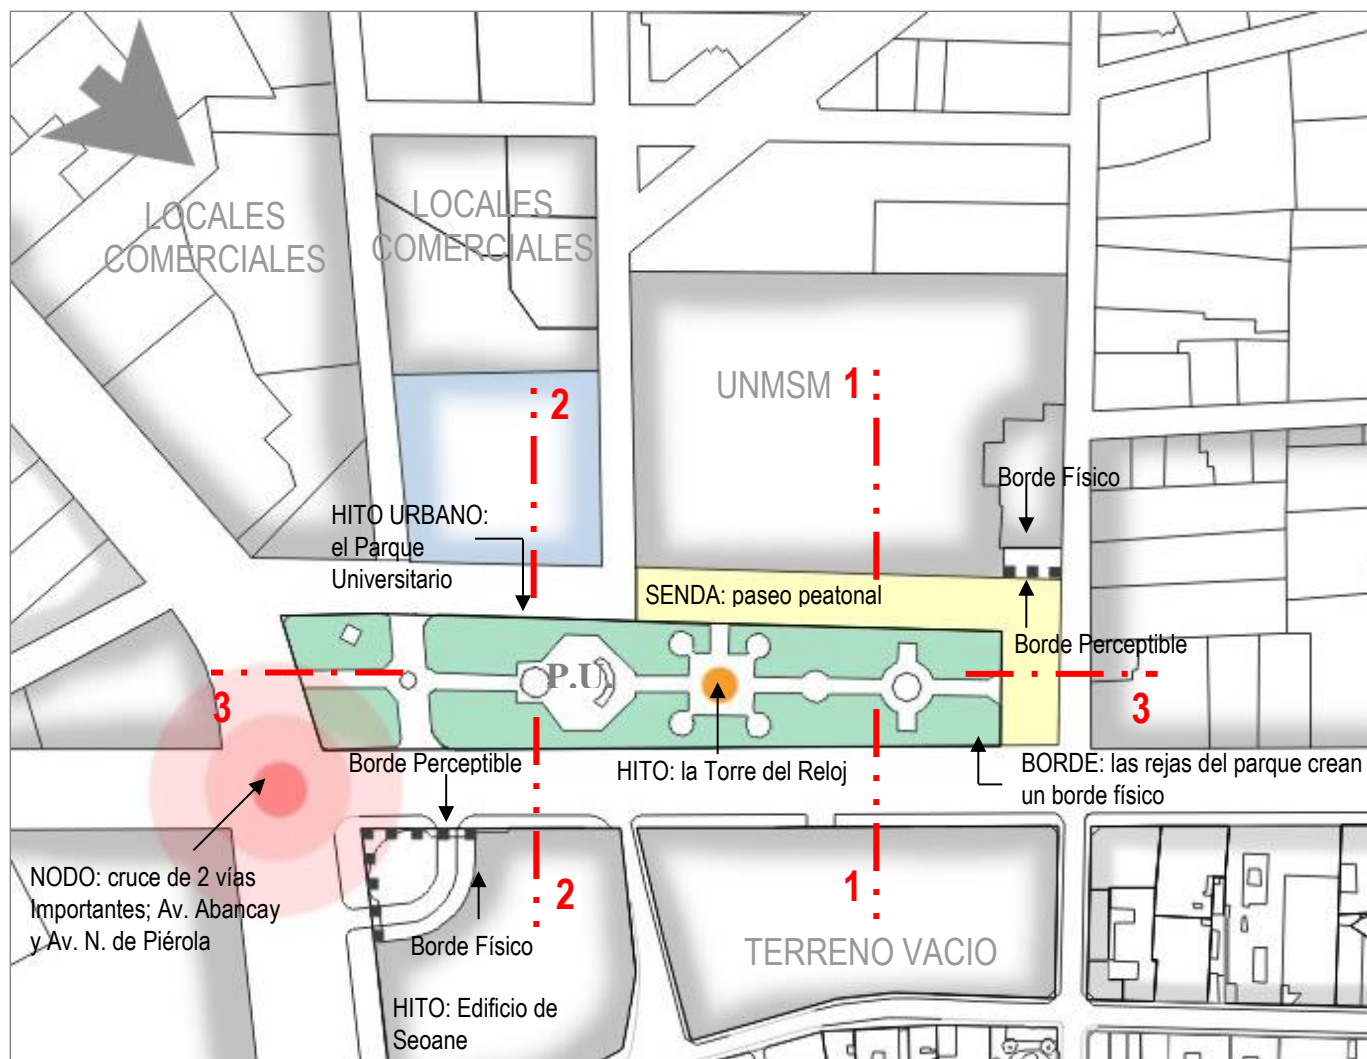 LOCALES
COMERCIALES
LOCALES
COMERCIALES
UNMSM
1
2
Borde Físico
HITO URBANO:
el Parque
Universitario
SENDA: paseo peatonal
Borde Perceptible
P.U.
3
3
Borde Perceptible
HITO: la Torre del Reloj
BORDE: las rejas del parque crean
un borde físico
NODO: cruce de 2 vías
Importantes; Av. Abancay
y Av. N. de Piérola
2
1
Borde Físico
TERRENO VACIO
HITO: Edificio de
Seoane